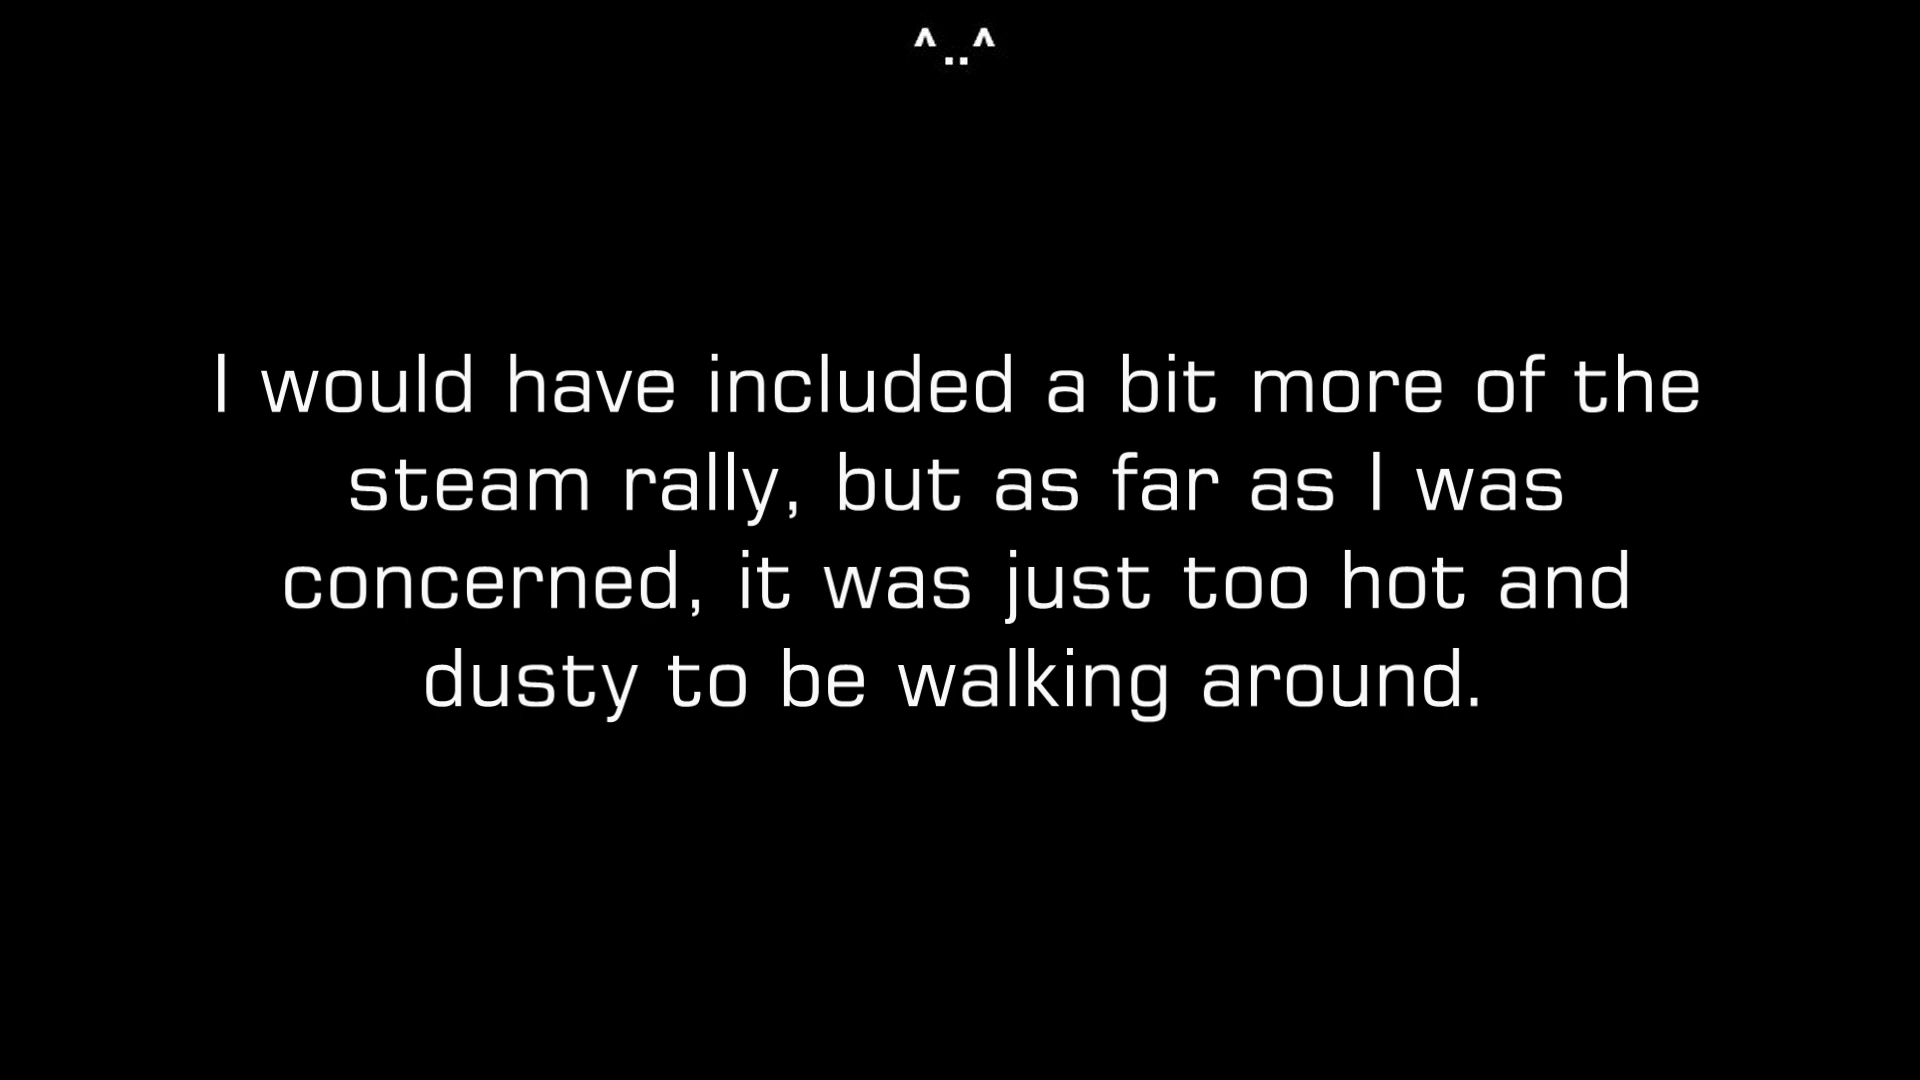 ^..^
I would have included a bit more of the
steam rally, but as far as I was
concerned, it was just too hot and
dusty to be walking around.